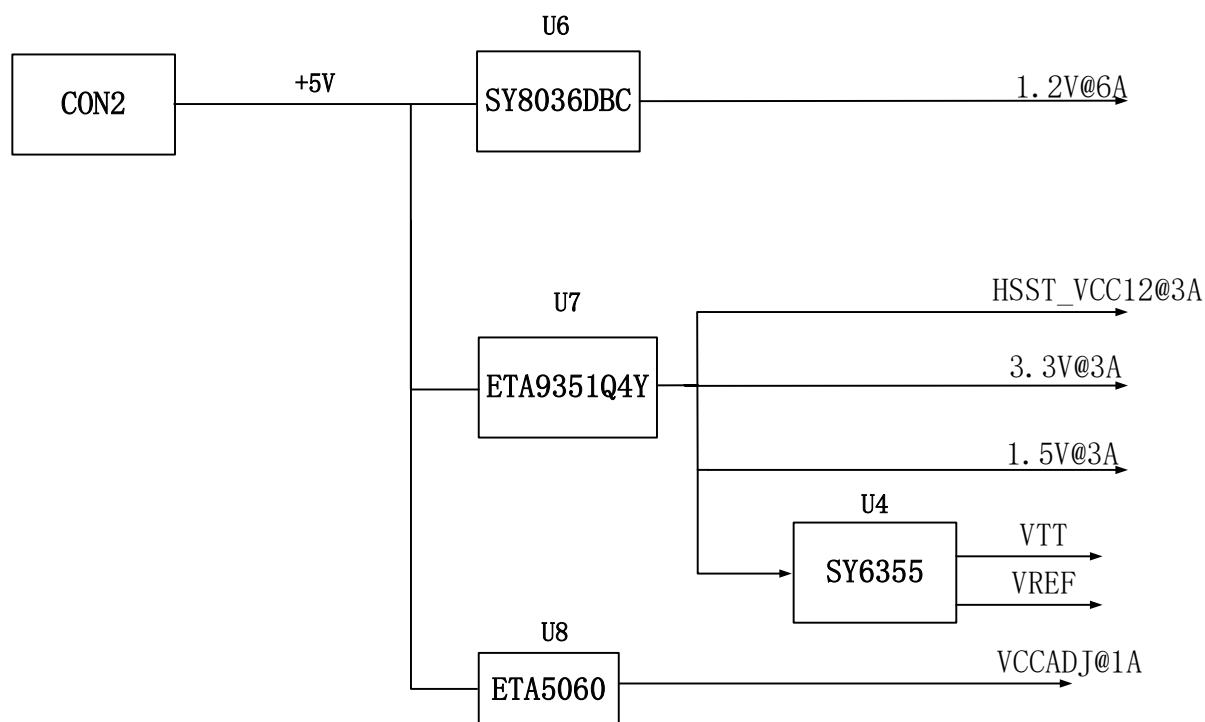 U6
CON2
+5V
SY8036DBC
1.2V@6A
U7
HSST_VCC12@3A
ETA9351Q4Y
3.3V@3A
1.5V@3A
U4
SY6355
VTT
VREF
U8
ETA5060
VCCADJ@1A